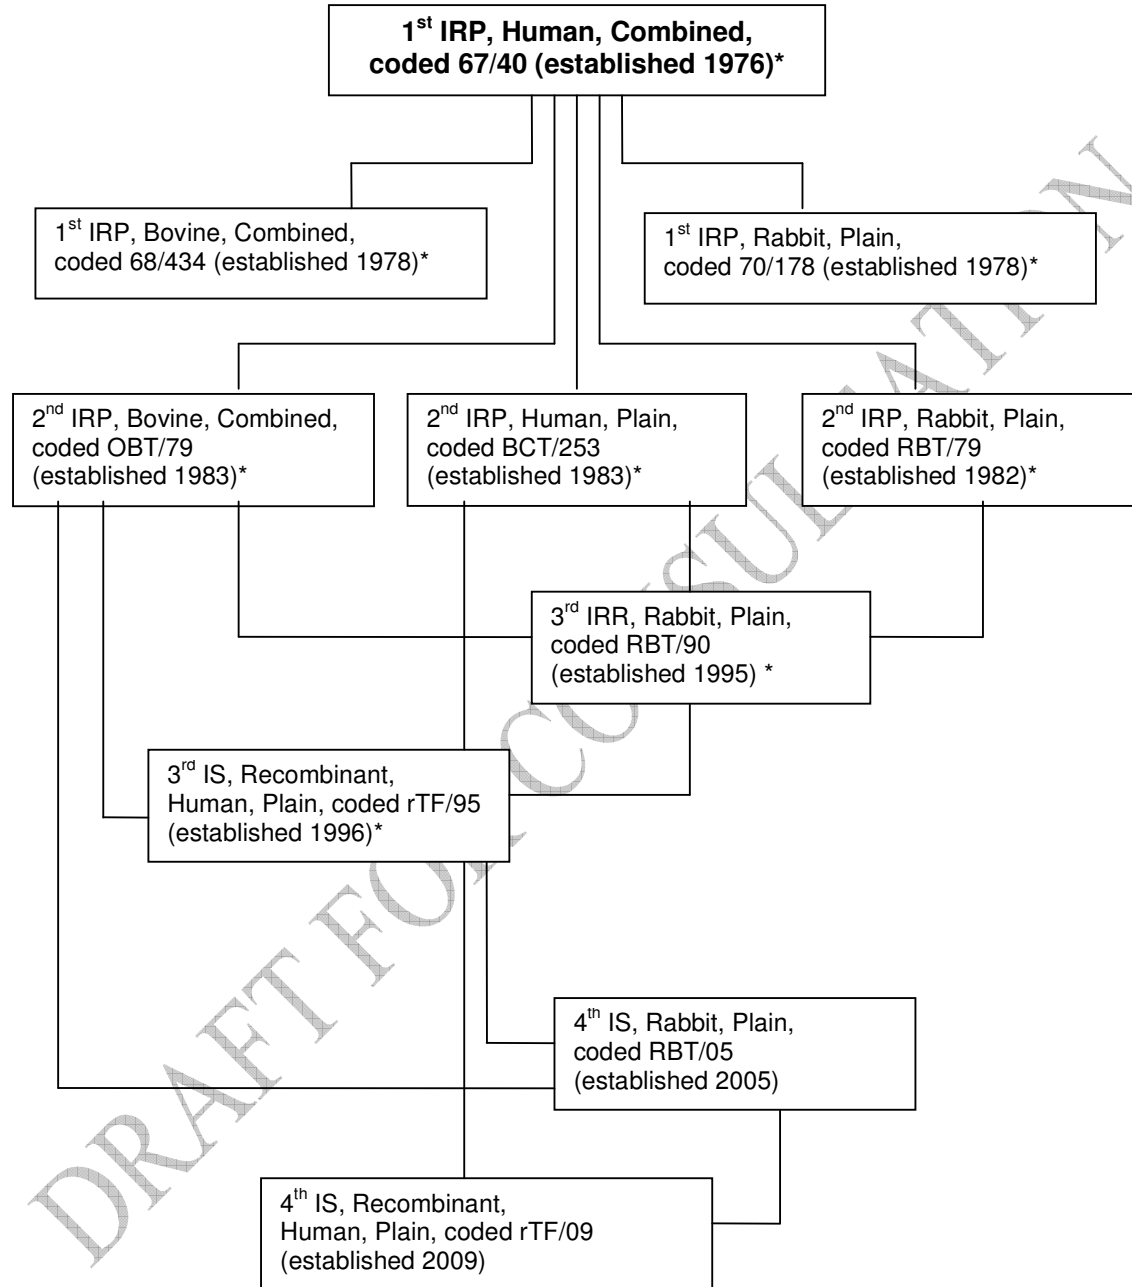 1st IRP, Human, Combined,
coded 67/40 (established 1976)*
1st IRP, Bovine, Combined,
coded 68/434 (established 1978)*
1st IRP, Rabbit, Plain,
coded 70/178 (established 1978)*
2nd IRP, Bovine, Combined,
coded OBT/79
(established 1983)*
2nd IRP, Human, Plain,
coded BCT/253
(established 1983)*
2nd IRP, Rabbit, Plain,
coded RBT/79
(established 1982)*
3rd IRR, Rabbit, Plain,
coded RBT/90
(established 1995) *
3rd IS, Recombinant,
Human, Plain, coded rTF/95
(established 1996)*
4th IS, Rabbit, Plain,
coded RBT/05
(established 2005)
4th IS, Recombinant,
Human, Plain, coded rTF/09
(established 2009)
DRAFT FOR CONSULTATION